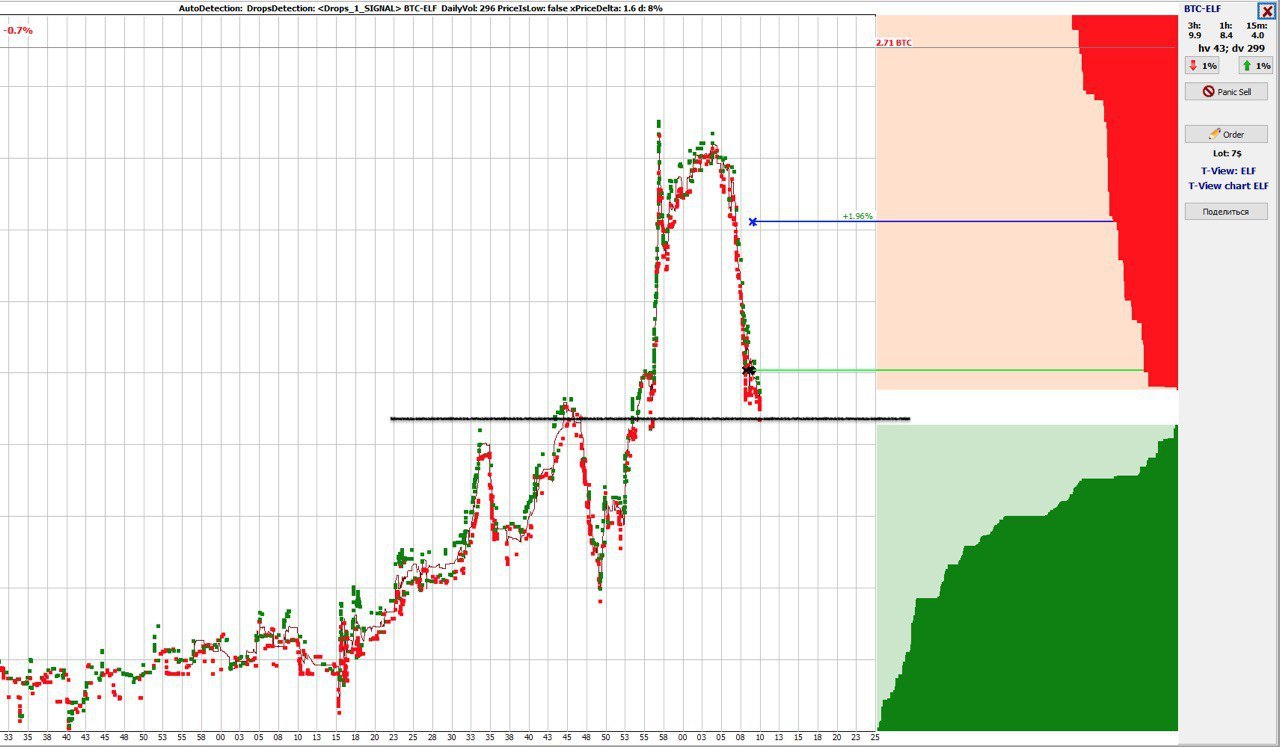 AutoDetection: DropsDetection: <Drops_1_SIGNAL> BTC-ELF DailyVol: 296 PriceIsLow: false xPriceDelta: 1.6 d: 8%
-0.7%
2.71 BTC
+1.96%
33 35 38 40 43 45 48 50 53 55 58 00 03 05 08 10 13 15 18 20 23 25 28 30 33 35 38 40 43 45 48 50 53 55 58 00 03 05 08 10 13 15 18 20 23 25
BTC-ELF
3h: 1h: 15m:
9.9 8.4 4.0
hv 43; dv 299
1% 1%
Panic Sell
Order
Lot: 7$
T-View: ELF
T-View chart ELF
Поделиться